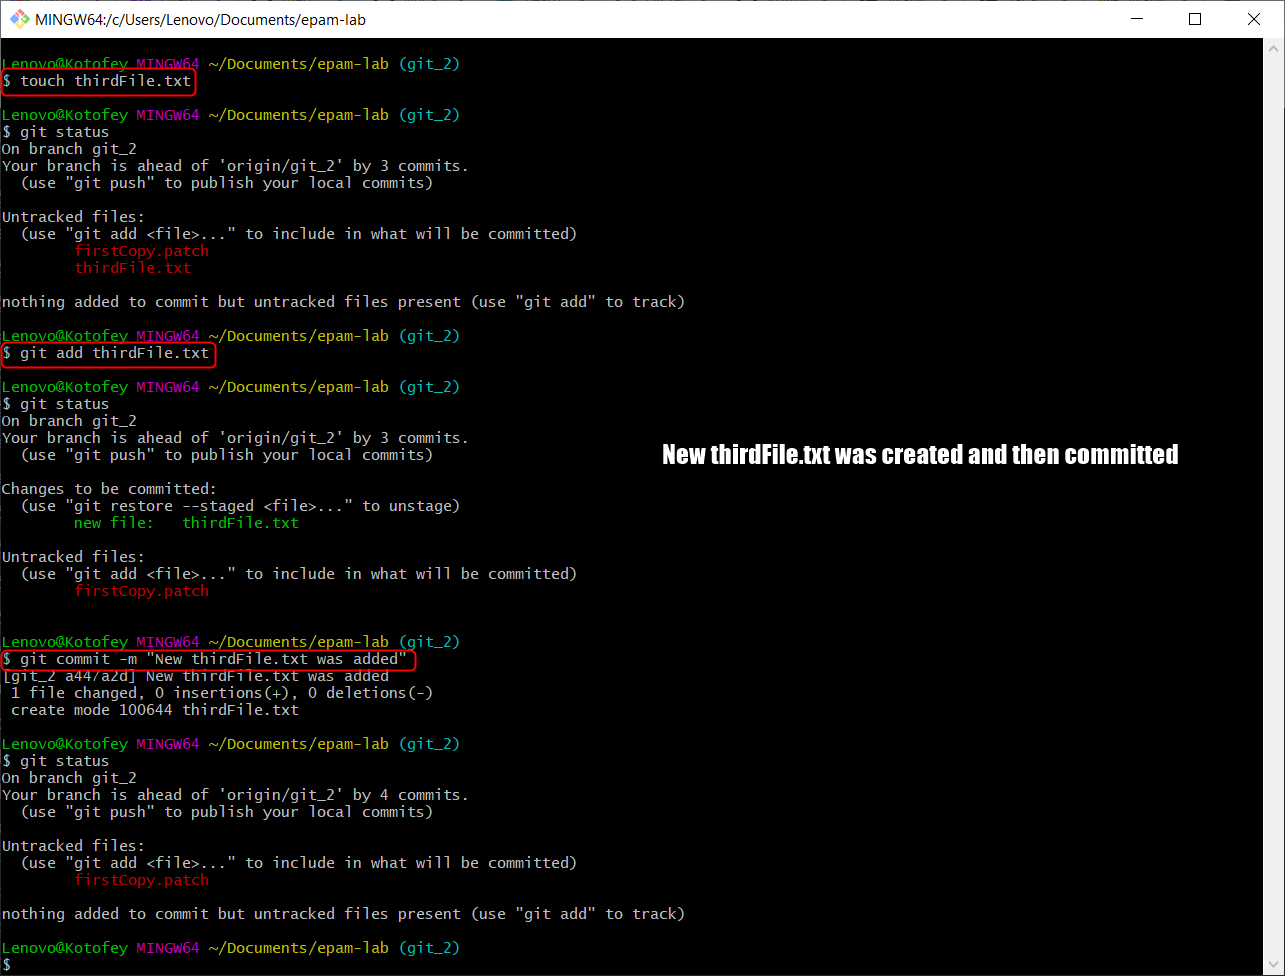 MINGW64:/c/Users/Lenovo/Documents/epam-lab
Lenovo@Kotofey MINGW64 ~/Documents/epam-lab (git_2)
$ touch thirdFile.txt
Lenovo@Kotofey MINGW64 ~/Documents/epam-lab (git_2)
$ git status
On branch git_2
Your branch is ahead of 'origin/git_2' by 3 commits.
  (use "git push" to publish your local commits)
Untracked files:
  (use "git add <file>..." to include in what will be committed)
        firstCopy.patch
        thirdFile.txt
nothing added to commit but untracked files present (use "git add" to track)
Lenovo@Kotofey MINGW64 ~/Documents/epam-lab (git_2)
$ git add thirdFile.txt
Lenovo@Kotofey MINGW64 ~/Documents/epam-lab (git_2)
$ git status
On branch git_2
Your branch is ahead of 'origin/git_2' by 3 commits.
  (use "git push" to publish your local commits)
New thirdFile.txt was created and then committed
Changes to be committed:
  (use "git restore --staged <file>..." to unstage)
        new file:   thirdFile.txt
Untracked files:
  (use "git add <file>..." to include in what will be committed)
        firstCopy.patch
Lenovo@Kotofey MINGW64 ~/Documents/epam-lab (git_2)
$ git commit -m "New thirdFile.txt was added"
[git_2 a447a2d] New thirdFile.txt was added
 1 file changed, 0 insertions(+), 0 deletions(-)
 create mode 100644 thirdFile.txt
Lenovo@Kotofey MINGW64 ~/Documents/epam-lab (git_2)
$ git status
On branch git_2
Your branch is ahead of 'origin/git_2' by 4 commits.
  (use "git push" to publish your local commits)
Untracked files:
  (use "git add <file>..." to include in what will be committed)
        firstCopy.patch
nothing added to commit but untracked files present (use "git add" to track)
Lenovo@Kotofey MINGW64 ~/Documents/epam-lab (git_2)
$